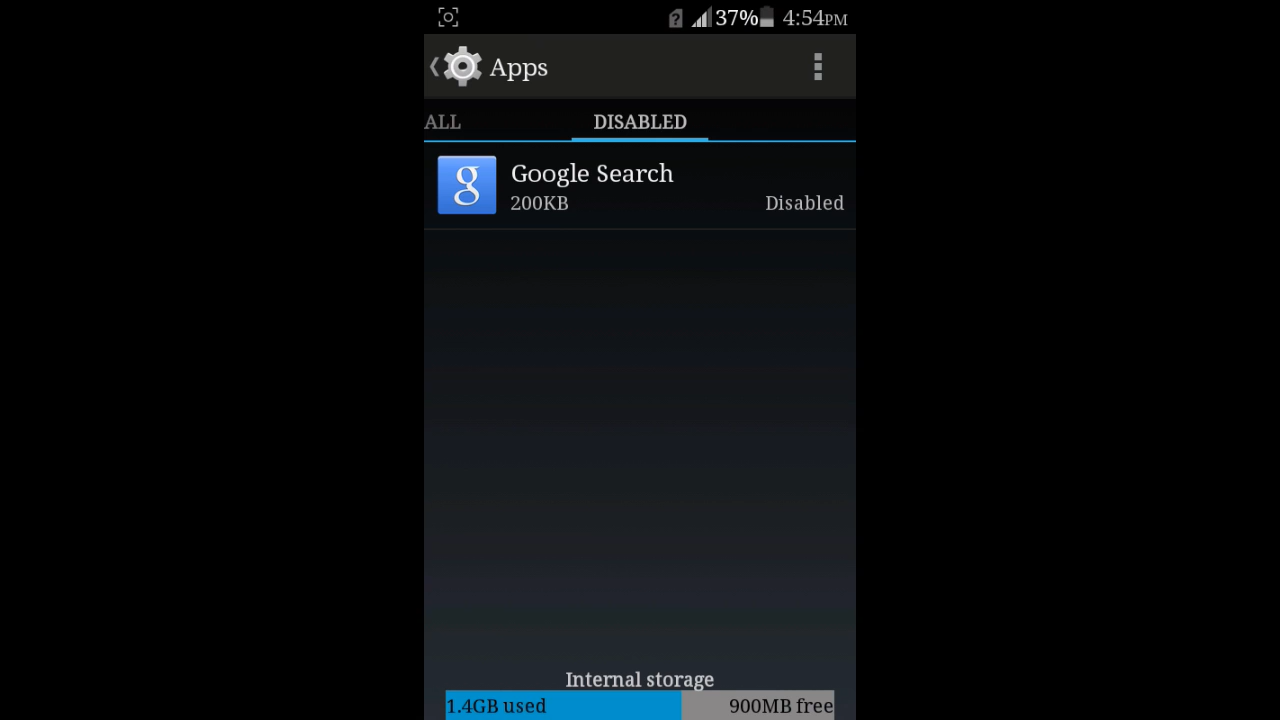 37% 4:54PM
Apps
ALL DISABLED
g
Google Search
200KB Disabled
Internal storage
1.4GB used 900MB free